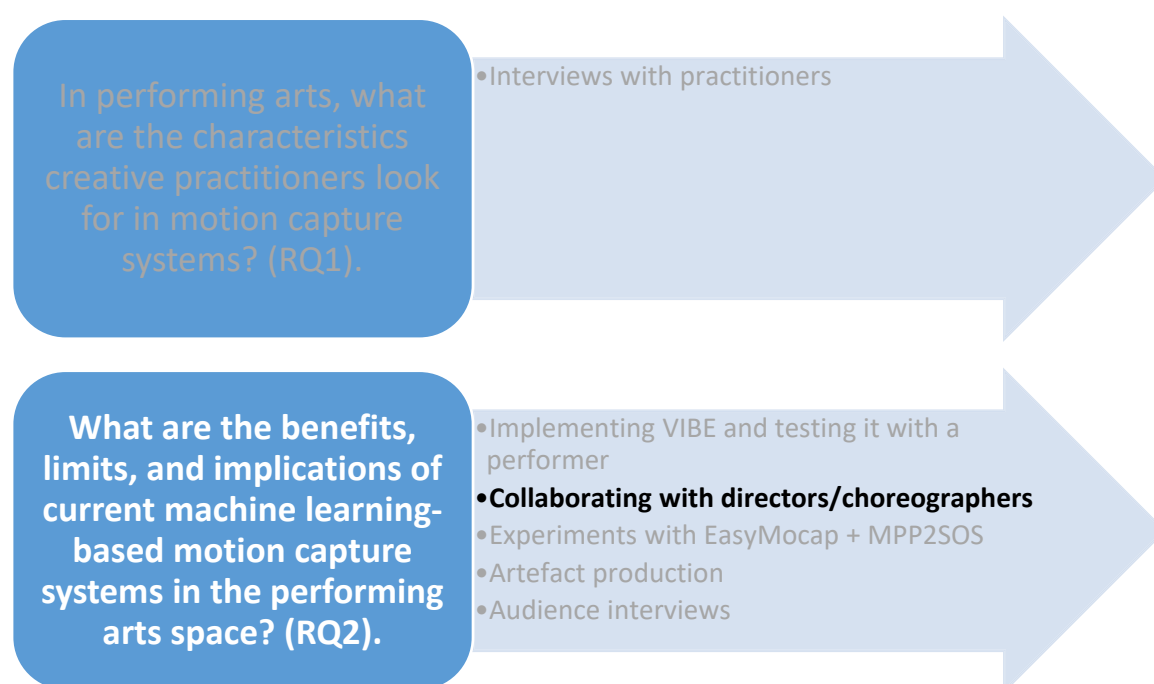 In performing arts, what
are the characteristics
creative practitioners look
for in motion capture
systems? (RQ1).
•Interviews with practitioners
What are the benefits,
limits, and implications of
current machine learning-
based motion capture
systems in the performing
arts space? (RQ2).
•Implementing VIBE and testing it with a
performer
•Collaborating with directors/choreographers
•Experiments with EasyMocap + MPP2SOS
•Artefact production
•Audience interviews